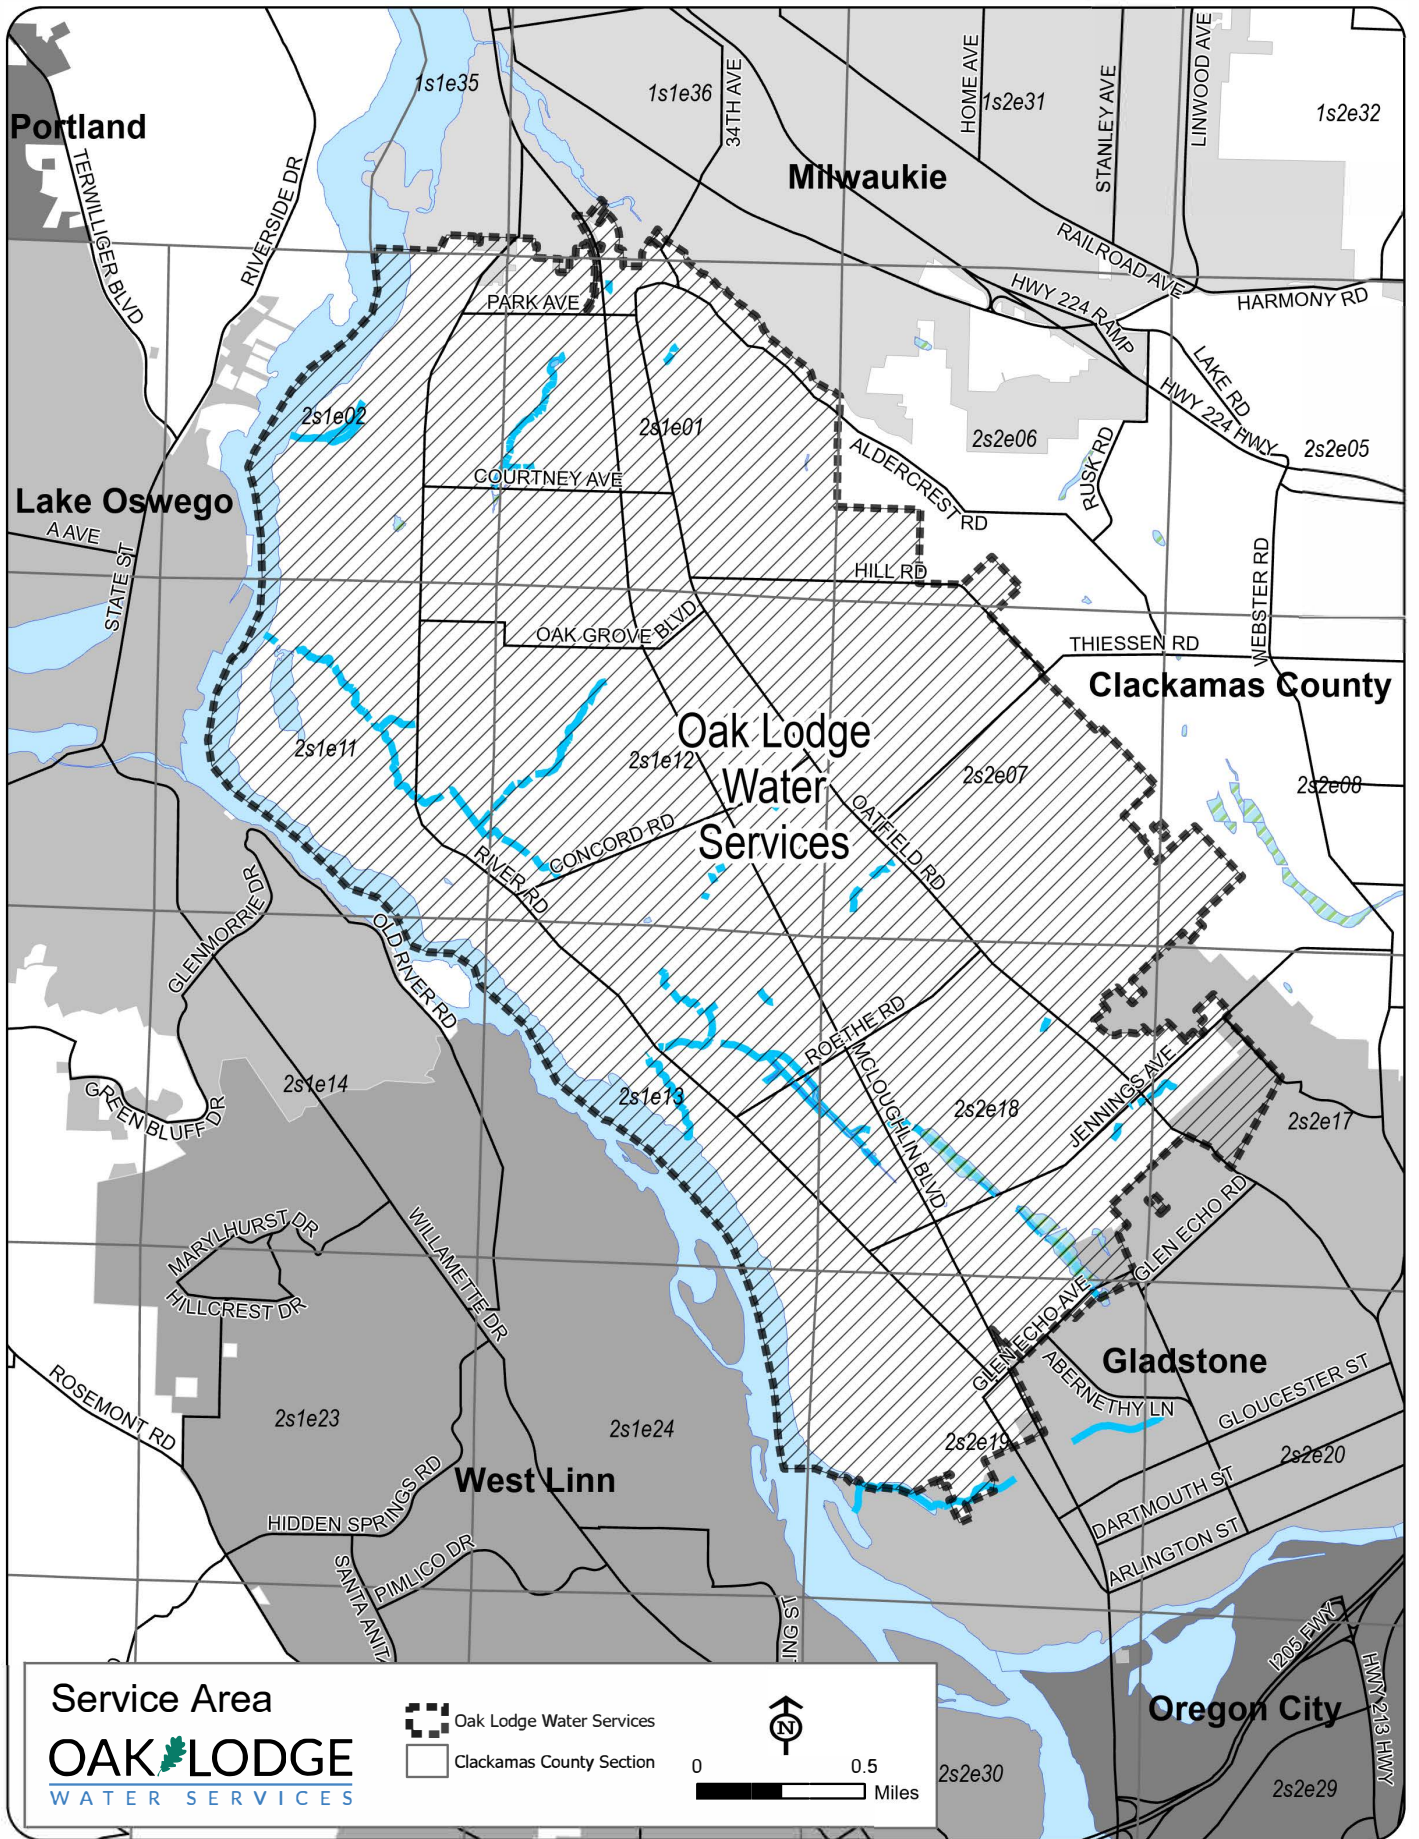 1s1e35
1s1e36
34TH AVE
HOME AVE
1s2e31
STANLEY AVE
LINWOOD AVE
1s2e32
Portland
Milwaukie
TERWILLIGER BLVD
RIVERSIDE DR
RAILROAD AVE
HWY 224 RAMP
HARMONY RD
PARK AVE
LAKE RD
HWY 224 HWY
2s1e02
2s1e01
2s2e06
2s2e05
ALDERCREST RD
RUSK RD
COURTNEY AVE
Lake Oswego
A AVE
STATE ST
HILL RD
WEBSTER RD
OAK GROVE BLVD
THIESSEN RD
Clackamas County
2s1e11
2s1e12
Oak Lodge
Water
Services
2s2e07
2s2e08
OATFIELD RD
CONCORD RD
RIVER RD
GLENMORRIE DR
OLD RIVER RD
ROETHE RD
MCLOUGHLIN BLVD
2s1e14
2s1e13
2s2e18
JENNINGS AVE
2s2e17
GREEN BLUFF DR
MARYLHURST DR
HILLCREST DR
WILLAMETTE DR
GLEN ECHO RD
GLEN ECHO AVE
Gladstone
ABERNETHY LN
GLOUCESTER ST
ROSEMONT RD
2s1e23
2s1e24
2s2e19
2s2e20
West Linn
HIDDEN SPRINGS RD
DARTMOUTH ST
ARLINGTON ST
PIMLICO DR
SANTA ANITA
LING ST
I205 FWY
HWY 213 HWY
Oregon City
2s2e30
2s2e29
Service Area
OAK LODGE
WATER SERVICES
Oak Lodge Water Services
Clackamas County Section
N
0 0.5
Miles